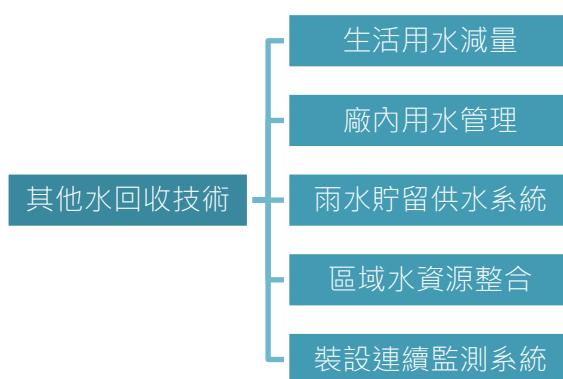 其他水回收技術
生活用水減量
廠內用水管理
雨水貯留供水系統
區域水資源整合
裝設連續監測系統